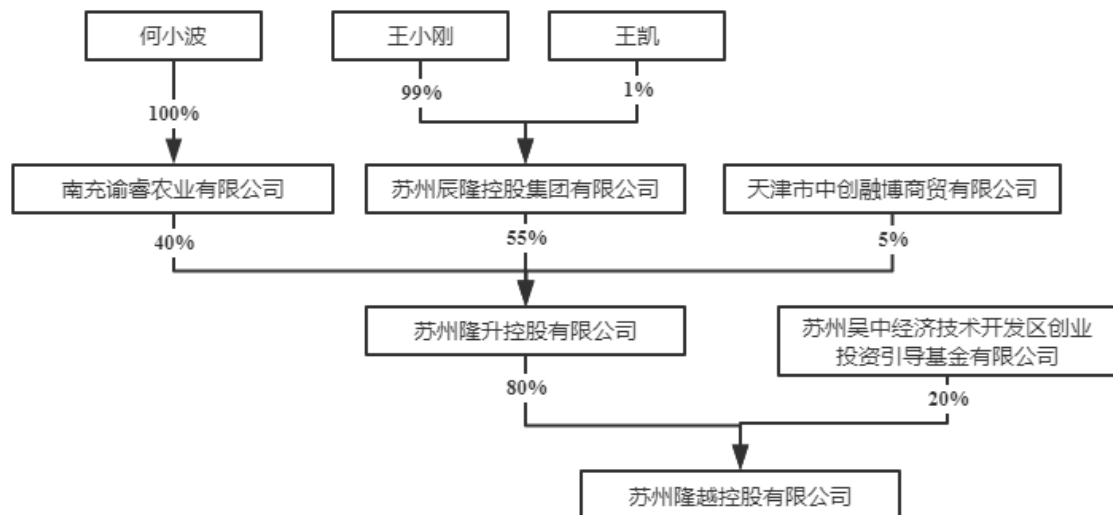 何小波
王小刚
王凯
99%
1%
100%
南充谕睿农业有限公司
苏州辰隆控股集团有限公司
天津市中创融博商贸有限公司
40%
55%
5%
苏州隆升控股有限公司
苏州吴中经济技术开发区创业
投资引导基金有限公司
80%
20%
苏州隆越控股有限公司